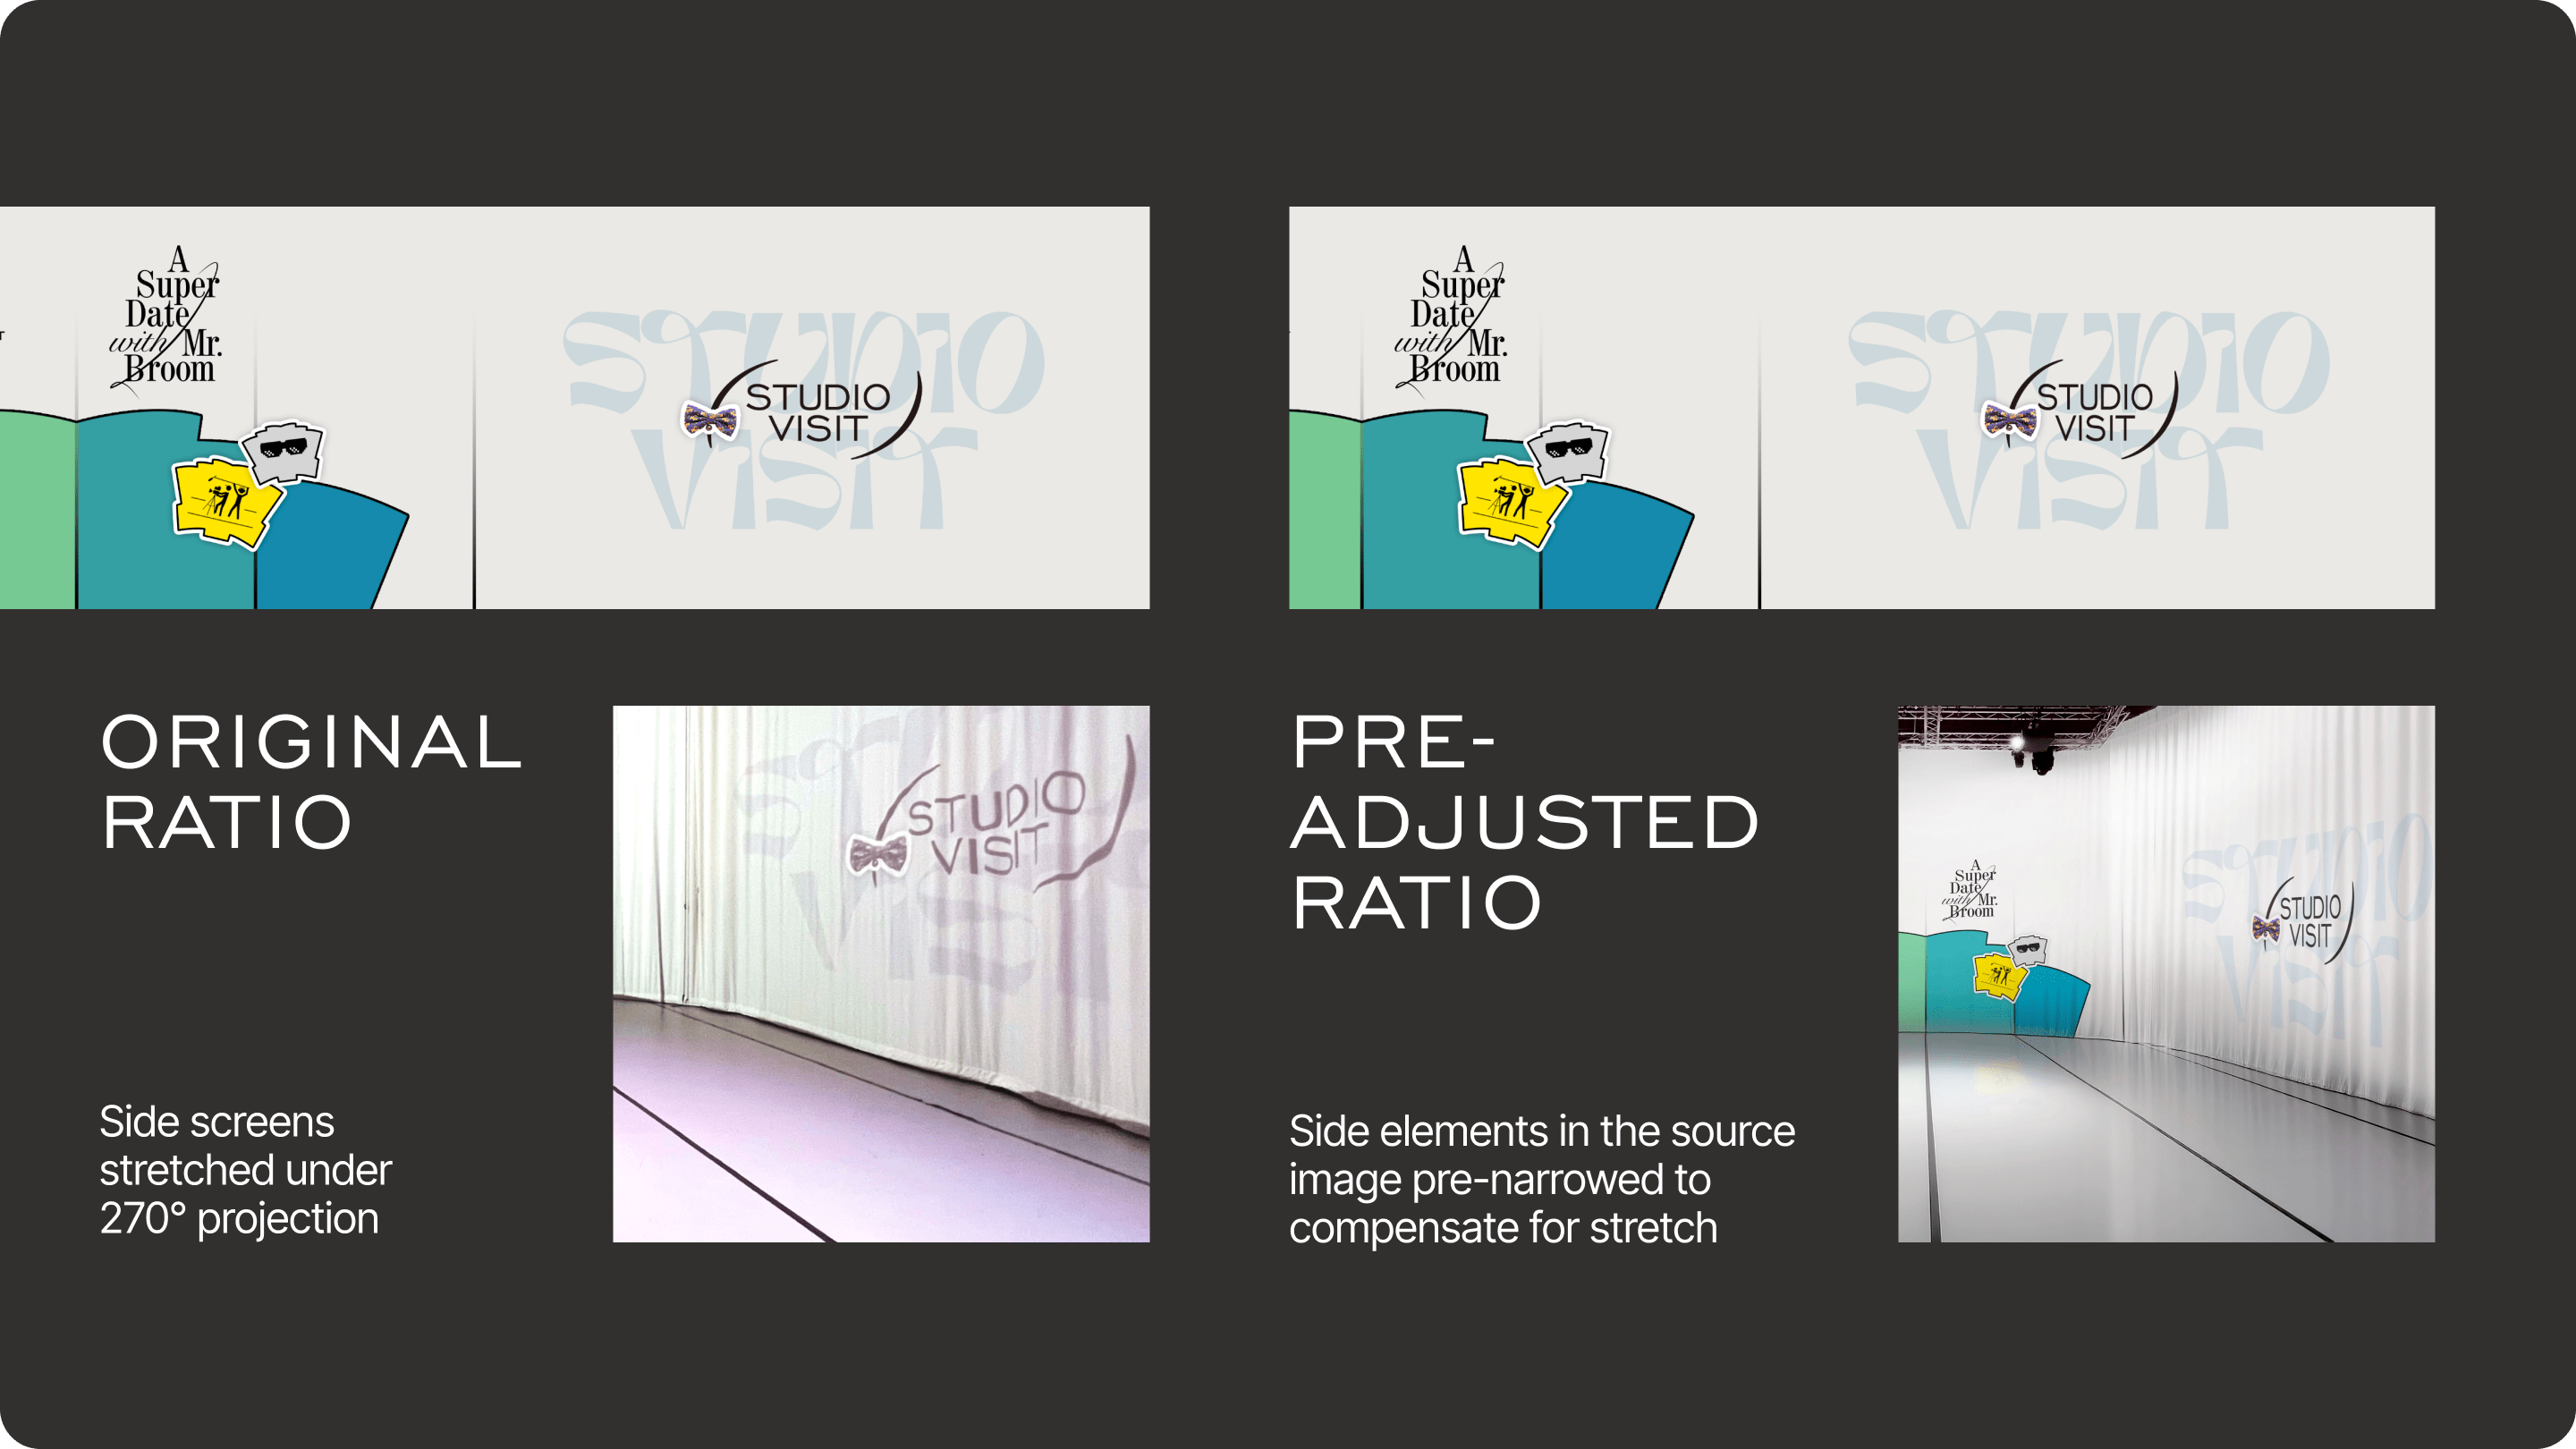 A
Super
Date
with Mr.
Broom
STUDIO
VISIT
STUDIO
VISIT
A
Super
Date
with Mr.
Broom
STUDIO
VISIT
STUDIO
VISIT
ORIGINAL
RATIO
Side screens
stretched under
270° projection
STUDIO
VISIT
PRE-
ADJUSTED
RATIO
Side elements in the source
image pre-narrowed to
compensate for stretch
A
Super
Date
with Mr.
Broom
STUDIO
VISIT
STUDIO
VISIT